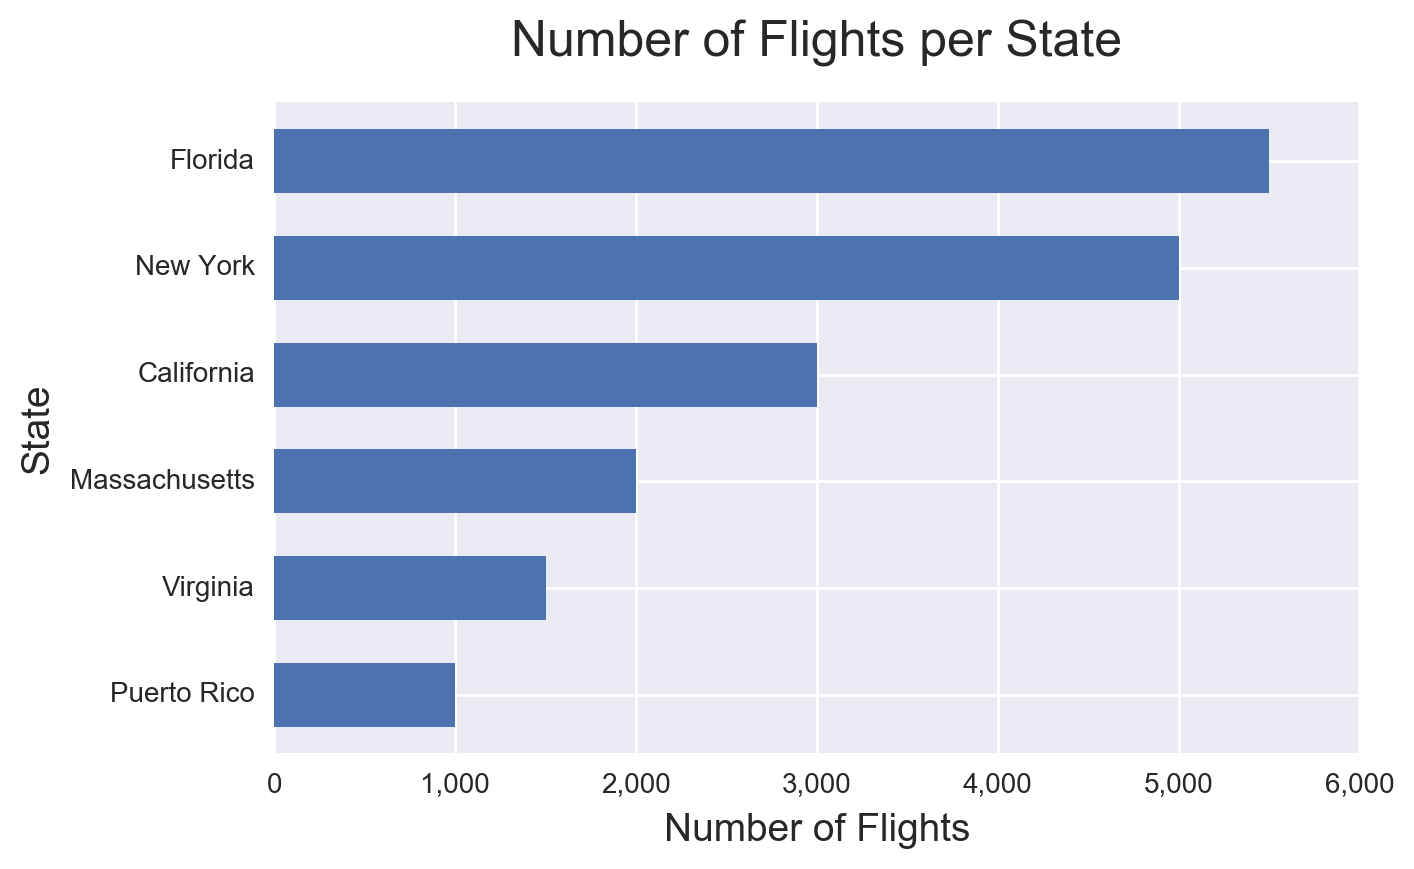 Number of Flights per State
Florida
New York
California
Massachusetts
Virginia
Puerto Rico
State
0 1,000 2,000 3,000 4,000 5,000 6,000
Number of Flights